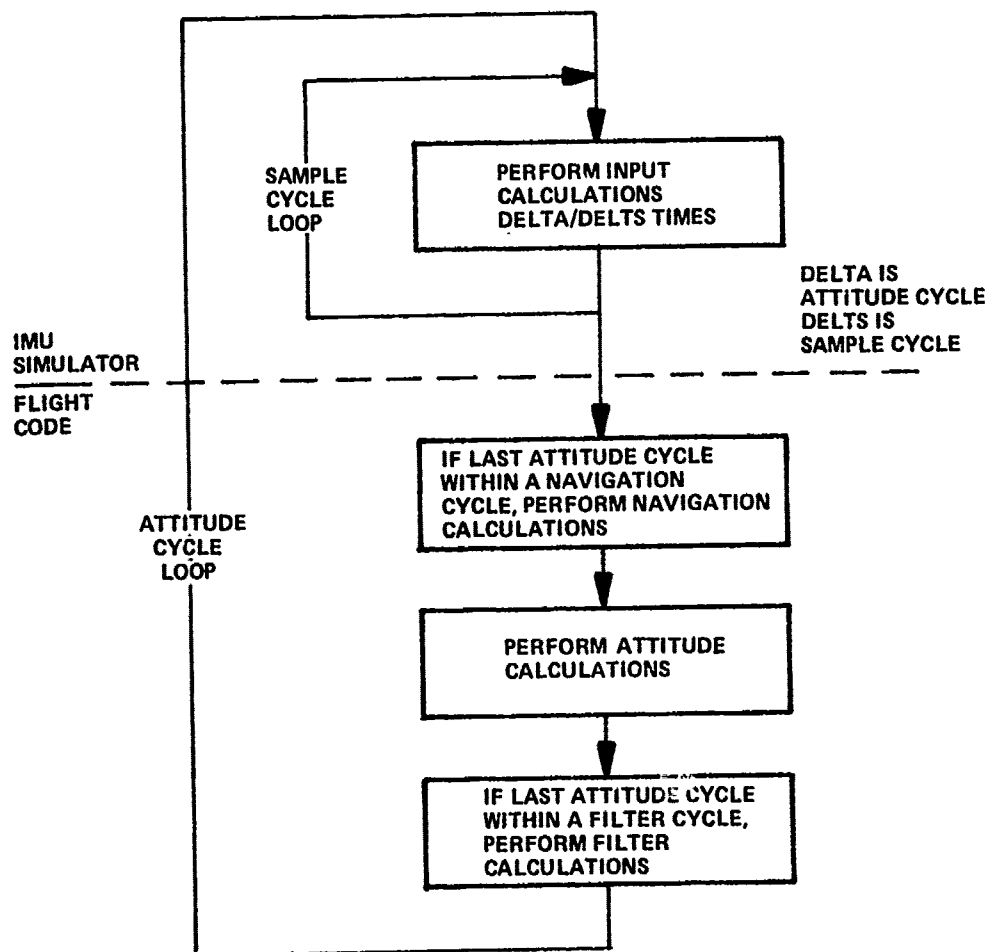 SAMPLE
CYCLE
LOOP
PERFORM INPUT
CALCULATIONS
DELTA/DELTS TIMES
DELTA IS
ATTITUDE CYCLE
DELTS IS
SAMPLE CYCLE
IMU
SIMULATOR
FLIGHT
CODE
IF LAST ATTITUDE CYCLE
WITHIN A NAVIGATION
CYCLE, PERFORM NAVIGATION
CALCULATIONS
ATTITUDE
CYCLE
LOOP
PERFORM ATTITUDE
CALCULATIONS
IF LAST ATTITUDE CYCLE
WITHIN A FILTER CYCLE,
PERFORM FILTER
CALCULATIONS